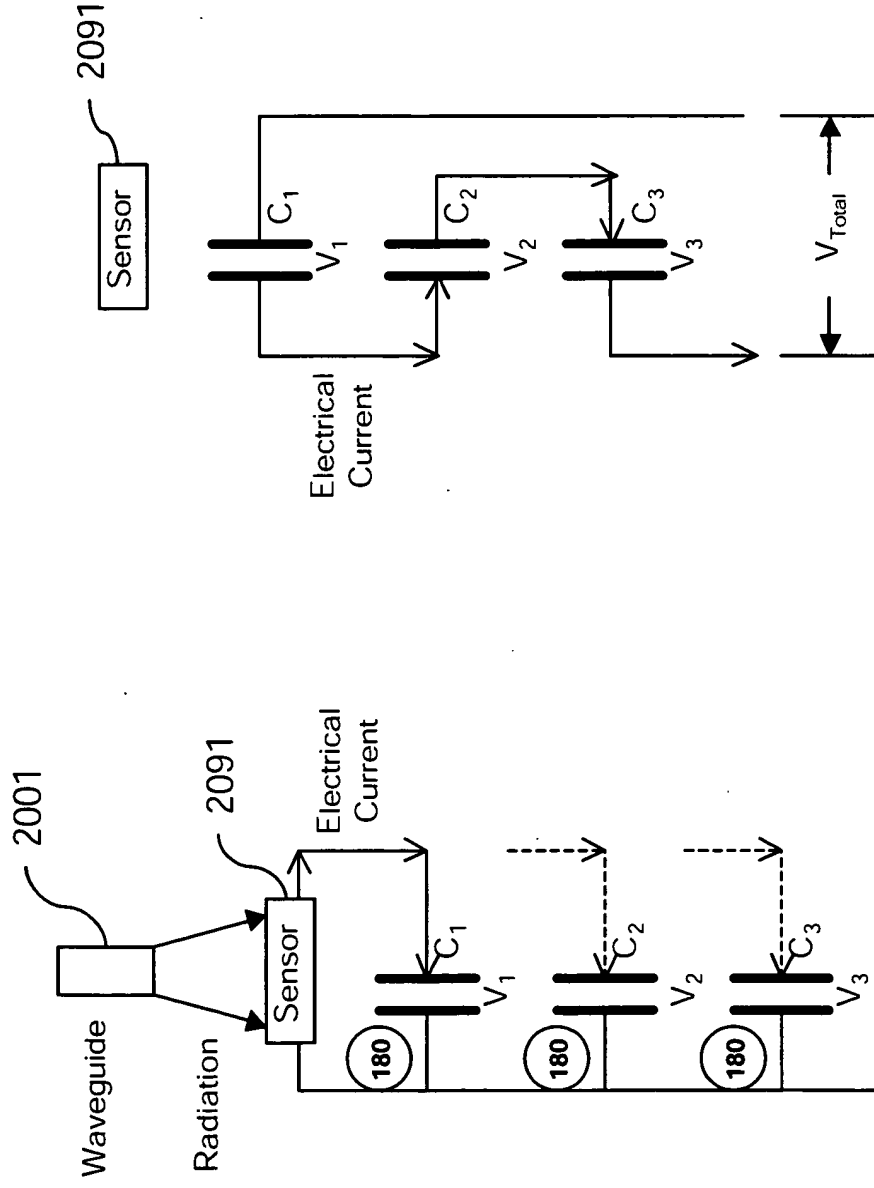 2001
Waveguide
Radiation
2091
Sensor
Electrical
Current
180
C1
V1
180
C2
V2
180
C3
V3
2091
Sensor
C1
V1
Electrical
Current
C2
V2
C3
V3
VTotal